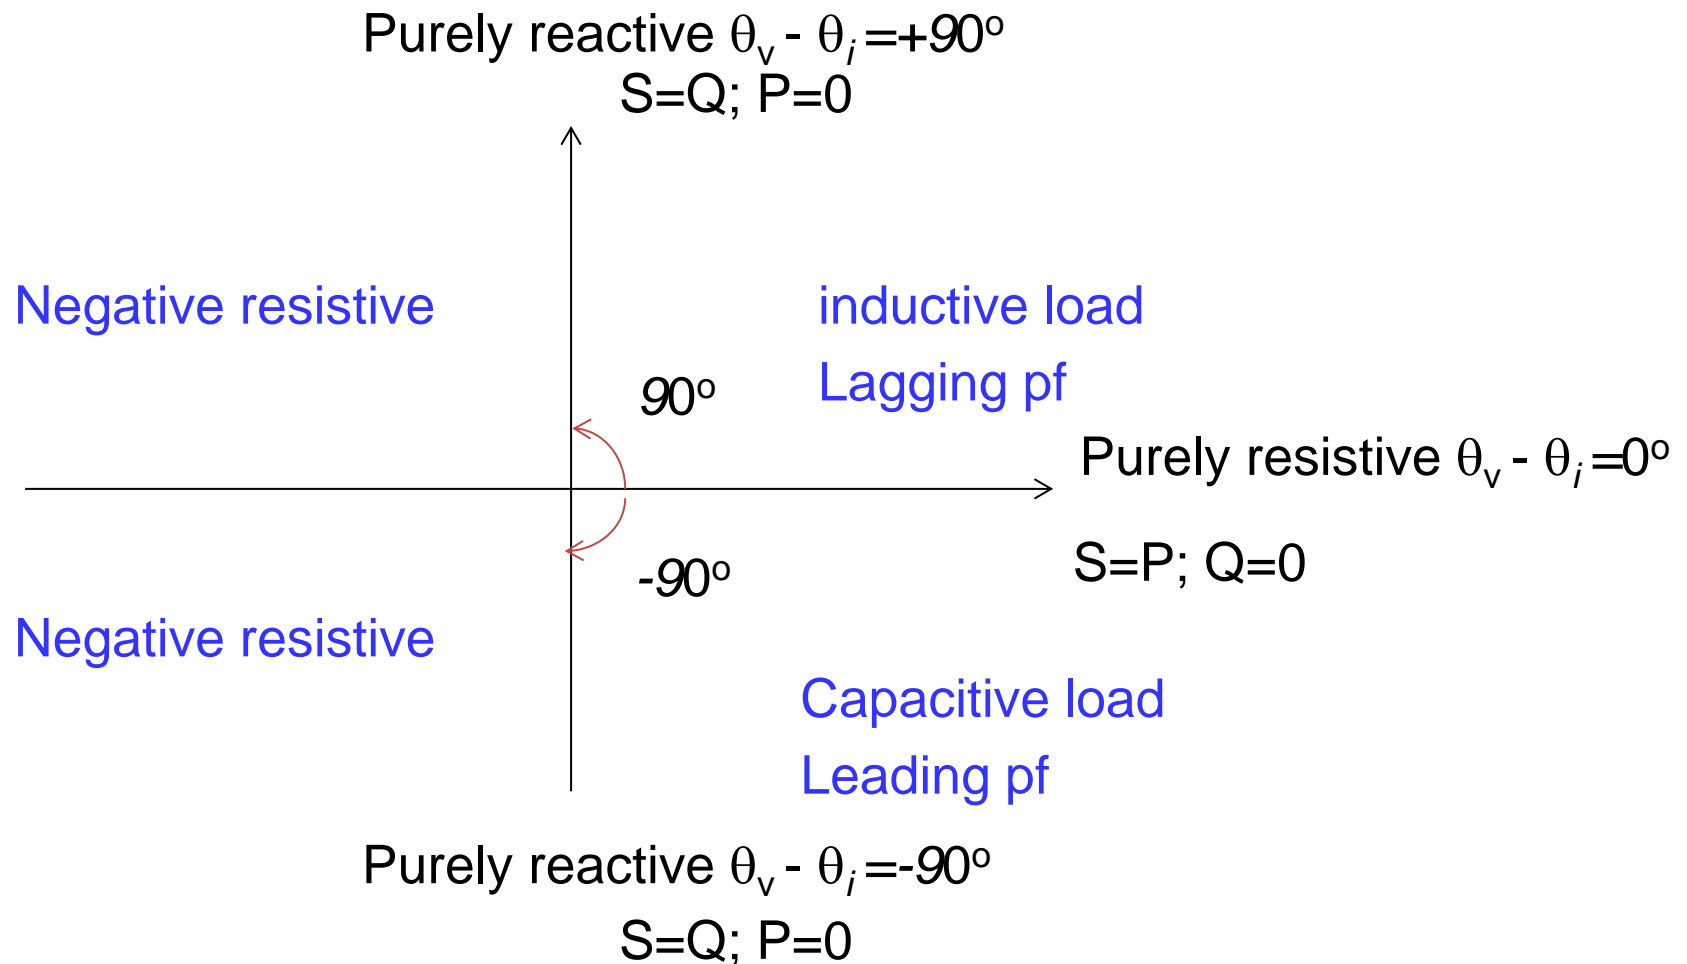 Purely reactive θv - θi =+90o
S=Q; P=0
Negative resistive
inductive load
90o
Lagging pf
Purely resistive θv - θi =0o
S=P; Q=0
-90o
Negative resistive
Capacitive load
Leading pf
Purely reactive θv - θi =-90o
S=Q; P=0